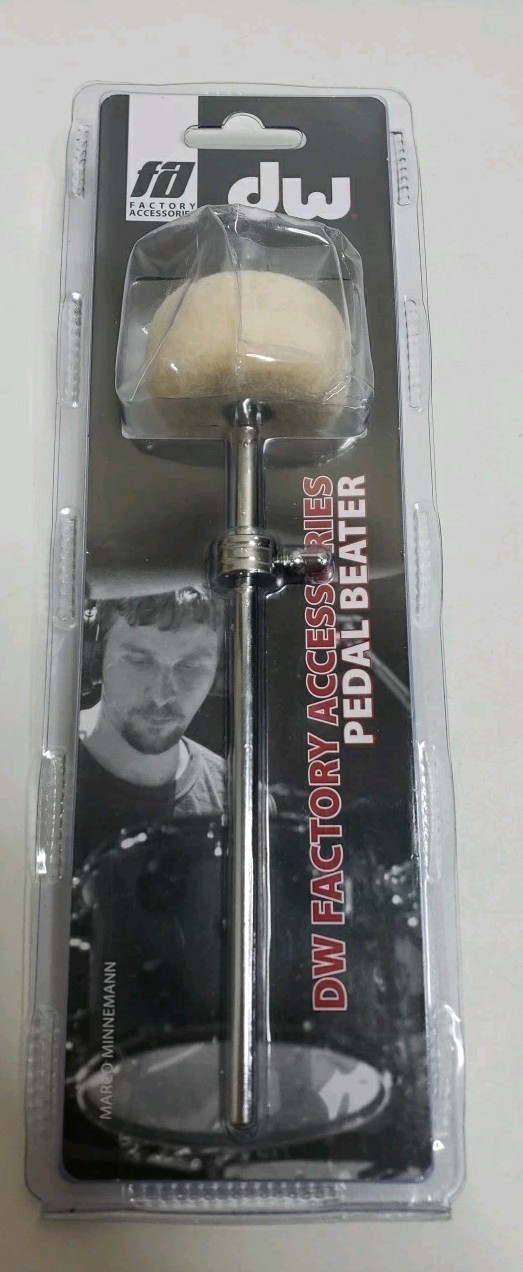 fa
FACTORY
ACCESSORIES
dw
DW FACTORY ACCESSORIES
PEDAL BEATER
MARCO MINNEMANN